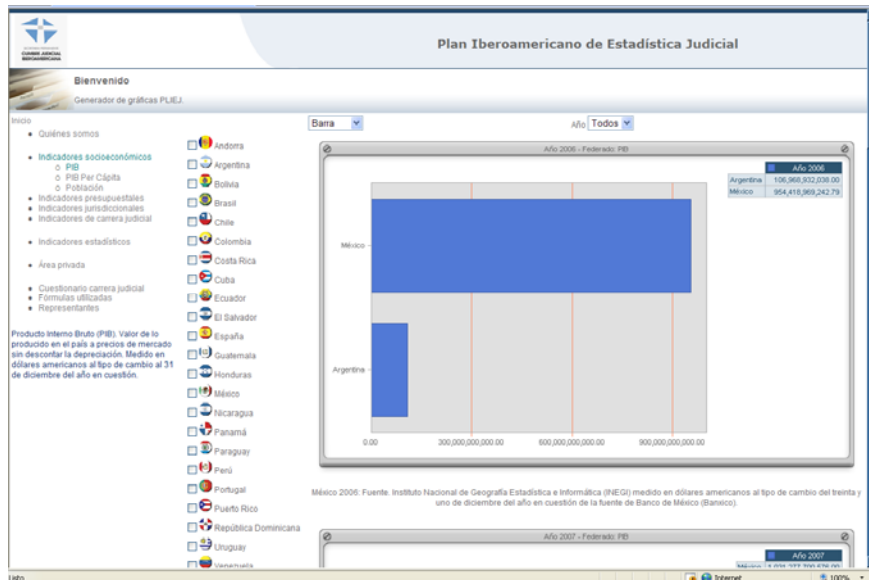 CUMBRE JUDICIAL
IBEROAMERICANA
Plan Iberoamericano de Estadística Judicial
Bienvenido
Generador de gráficas PLIEJ.
Inicio
Quiénes somos
Indicadores socioeconómicos
PIB
PIB Per Cápita
Población
Indicadores presupuestales
Indicadores jurisdiccionales
Indicadores de carrera judicial
Indicadores estadísticos
Área privada
Cuestionario carrera judicial
Fórmulas utilizadas
Representantes
Producto Interno Bruto (PIB). Valor de lo
producido en el país a precios de mercado
sin descontar la depreciación. Medido en
dólares americanos al tipo de cambio al 31
de diciembre del año en cuestión.
Andorra
Argentina
Bolivia
Brasil
Chile
Colombia
Costa Rica
Cuba
Ecuador
El Salvador
España
Guatemala
Honduras
México
Nicaragua
Panamá
Paraguay
Perú
Portugal
Puerto Rico
República Dominicana
Uruguay
Venezuela
Barra
Año Todos
Año 2006 - Federado: PIB
Año 2006
Argentina 106,968,932,038.00
México 954,418,969,242.79
México
Argentina
0.00 300,000,000,000.00 600,000,000,000.00 900,000,000,000.00
México 2006: Fuente. Instituto Nacional de Geografía Estadística e Informática (INEGI) medido en dólares americanos al tipo de cambio del treinta y
uno de diciembre del año en cuestión de la fuente de Banco de México (Banxico).
Año 2007 - Federado: PIB
Año 2007
México
Listo
Internet
100%